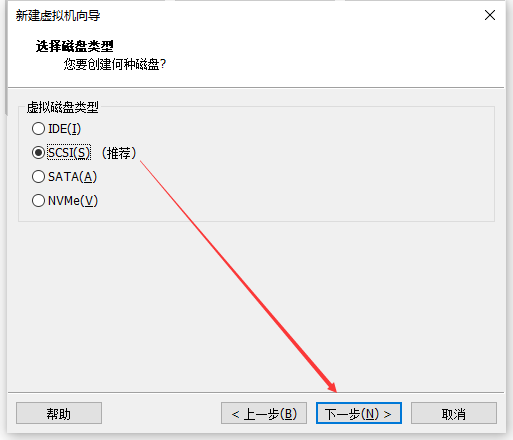 新建虚拟机向导
选择磁盘类型
您要创建何种磁盘?
虚拟磁盘类型
IDE(I)
SCSI(S) (推荐)
SATA(A)
NVMe(V)
帮助 < 上一步(B) 下一步(N) > 取消